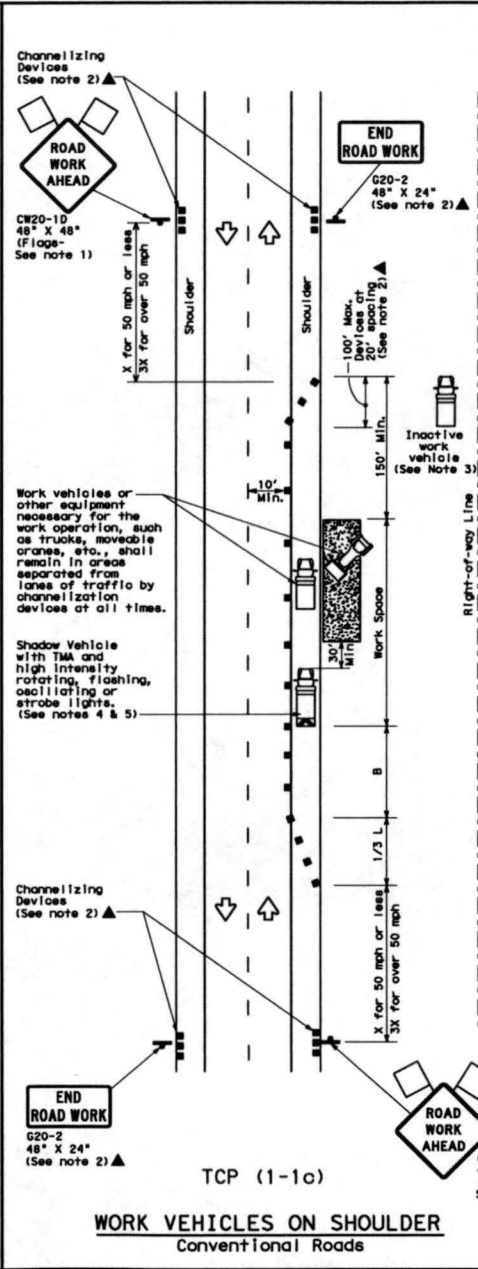 Channelizing
Devices
(See note 2) ▲
ROAD
WORK
AHEAD
CW20-1D
48" X 48"
(Flags-
See note 1)
END
ROAD WORK
G20-2
48" X 24"
(See note 2) ▲
X for 50 mph or less
3X for over 50 mph
Shoulder
Shoulder
100' Max.
Devices at
20' spacing
(See note 2) ▲
150' Min.
Inactive
work
vehicle
(See Note 3)
10'
Min.
Right-of-way Line
Work vehicles or
other equipment
necessary for the
work operation, such
as trucks, moveable
cranes, etc., shall
remain in areas
separated from
lanes of traffic by
channelization
devices at all times.
Work Space
30'
Min.
Shadow Vehicle
with TMA and
high intensity
rotating, flashing,
oscillating or
strobe lights.
(See notes 4 & 5)
B
1/3 L
Channelizing
Devices
(See note 2) ▲
X for 50 mph or less
3X for over 50 mph
END
ROAD WORK
G20-2
48" X 24"
(See note 2) ▲
ROAD
WORK
AHEAD
TCP (1-1c)
WORK VEHICLES ON SHOULDER
Conventional Roads